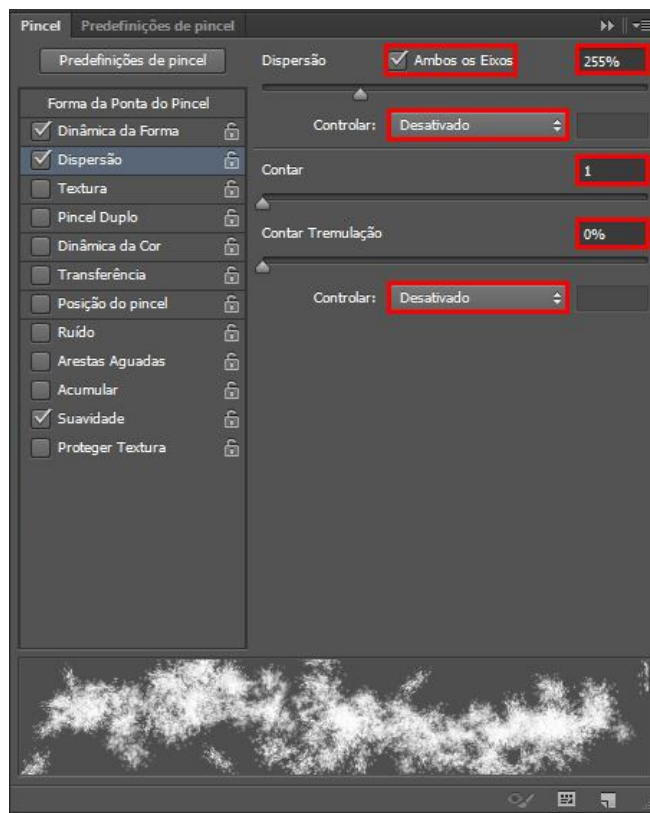 Pincel Predefinições de pincel
Predefinições de pincel
Forma da Ponta do Pincel
Dinâmica da Forma
Dispersão
Textura
Pincel Duplo
Dinâmica da Cor
Transferência
Posição do pincel
Ruído
Arestas Aguadas
Acumular
Suavidade
Proteger Textura
Dispersão Ambos os Eixos 255%
Controlar: Desativado
Contar 1
Contar Tremulação 0%
Controlar: Desativado